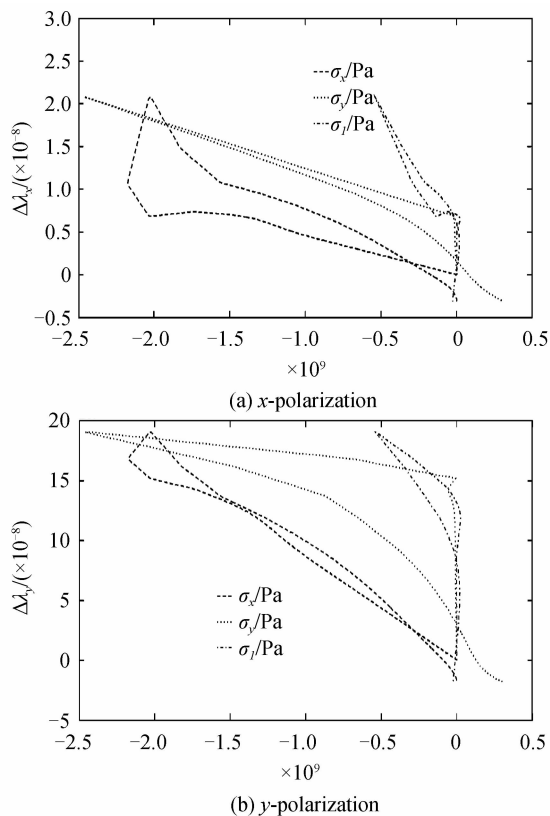 3.0
2.5
2.0
1.5
1.0
0.5
0
−0.5
Δλx/(×10⁻⁸)
σx/Pa
σy/Pa
σl/Pa
−2.5 −2.0 −1.5 −1.0 −0.5 0 0.5
×10⁹
(a) x-polarization
20
15
10
5
0
−5
Δλy/(×10⁻⁸)
σx/Pa
σy/Pa
σl/Pa
−2.5 −2.0 −1.5 −1.0 −0.5 0 0.5
×10⁹
(b) y-polarization